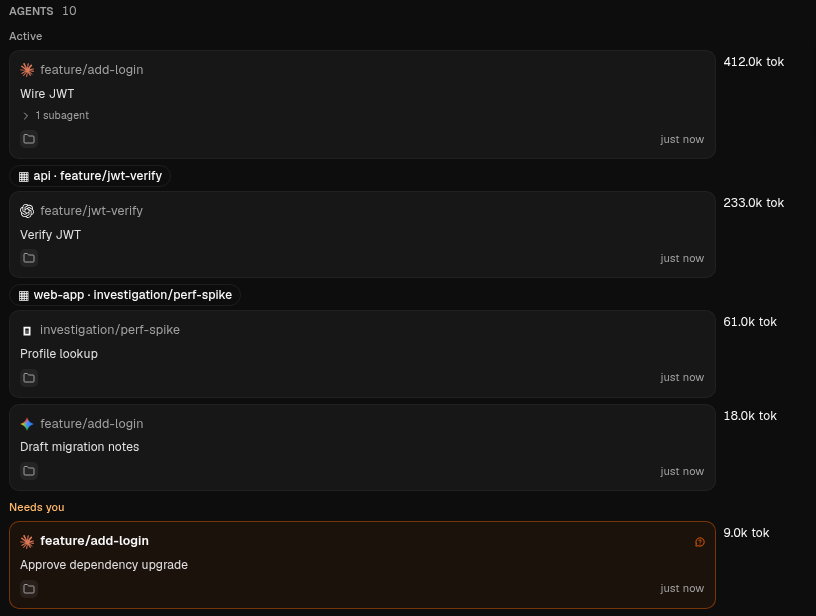 AGENTS 10
Active
feature/add-login
412.0k tok
Wire JWT
1 subagent
just now
api · feature/jwt-verify
feature/jwt-verify
233.0k tok
Verify JWT
just now
web-app · investigation/perf-spike
investigation/perf-spike
61.0k tok
Profile lookup
just now
feature/add-login
18.0k tok
Draft migration notes
just now
Needs you
feature/add-login
9.0k tok
Approve dependency upgrade
just now